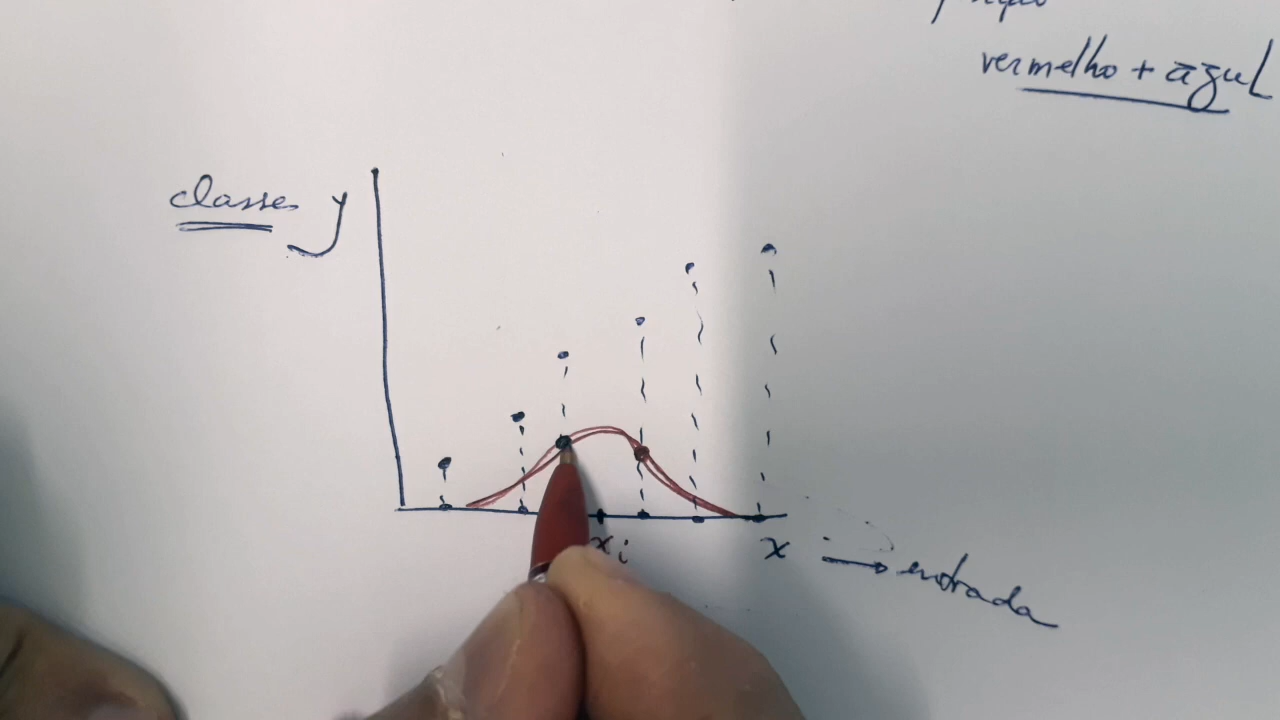 vermelho + azul
classes y
xi
x → entrada